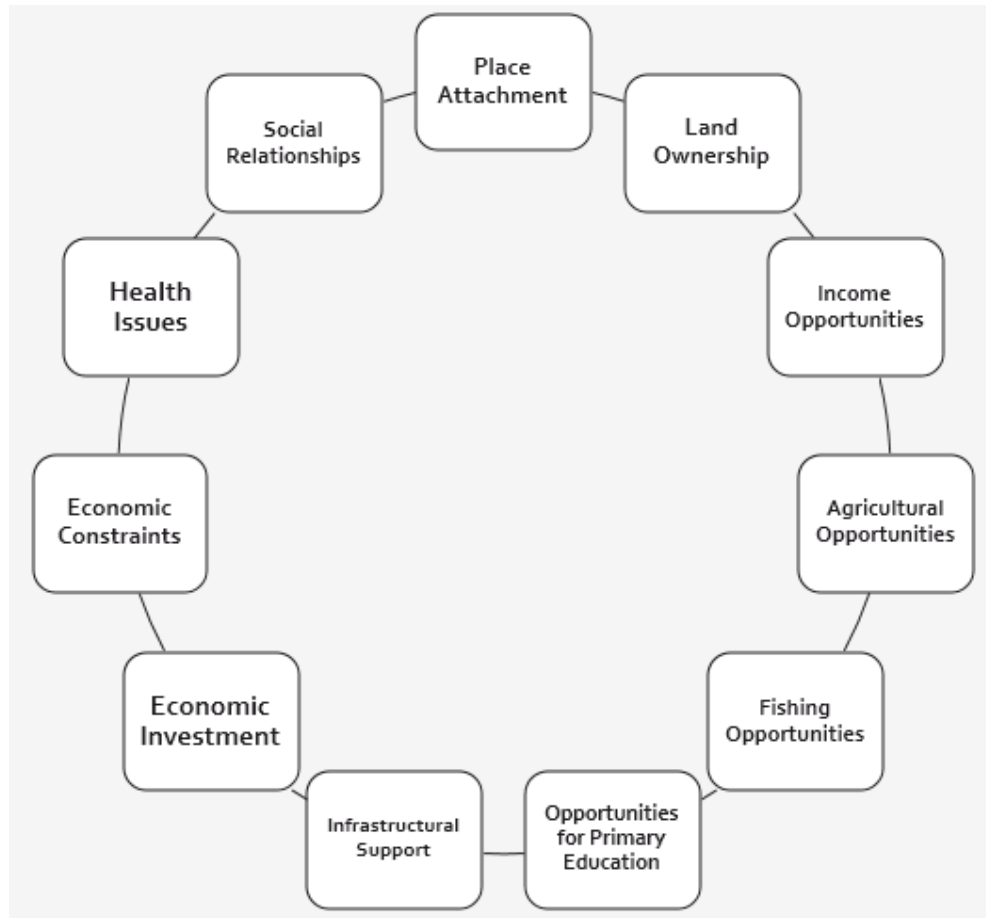 Place
Attachment
Land
Ownership
Income
Opportunities
Agricultural
Opportunities
Fishing
Opportunities
Opportunities
for Primary
Education
Infrastructural
Support
Economic
Investment
Economic
Constraints
Health
Issues
Social
Relationships